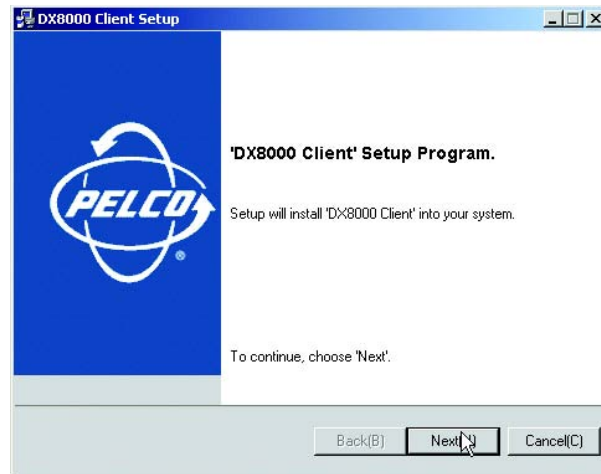 DX8000 Client Setup
PELCO
®
'DX8000 Client' Setup Program.
Setup will install 'DX8000 Client' into your system.
To continue, choose 'Next'.
Back(B)
Next
Cancel(C)